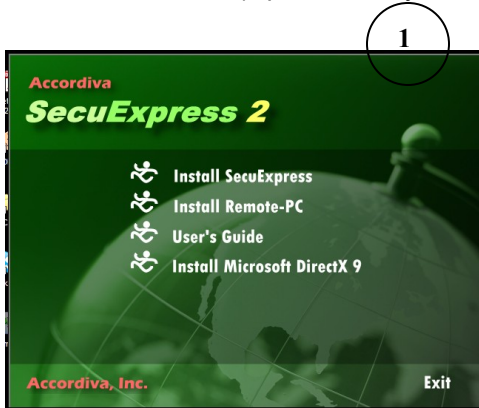 1
Accordiva
SecuExpress 2
Install SecuExpress
Install Remote-PC
User's Guide
Install Microsoft DirectX 9
Accordiva, Inc.
Exit